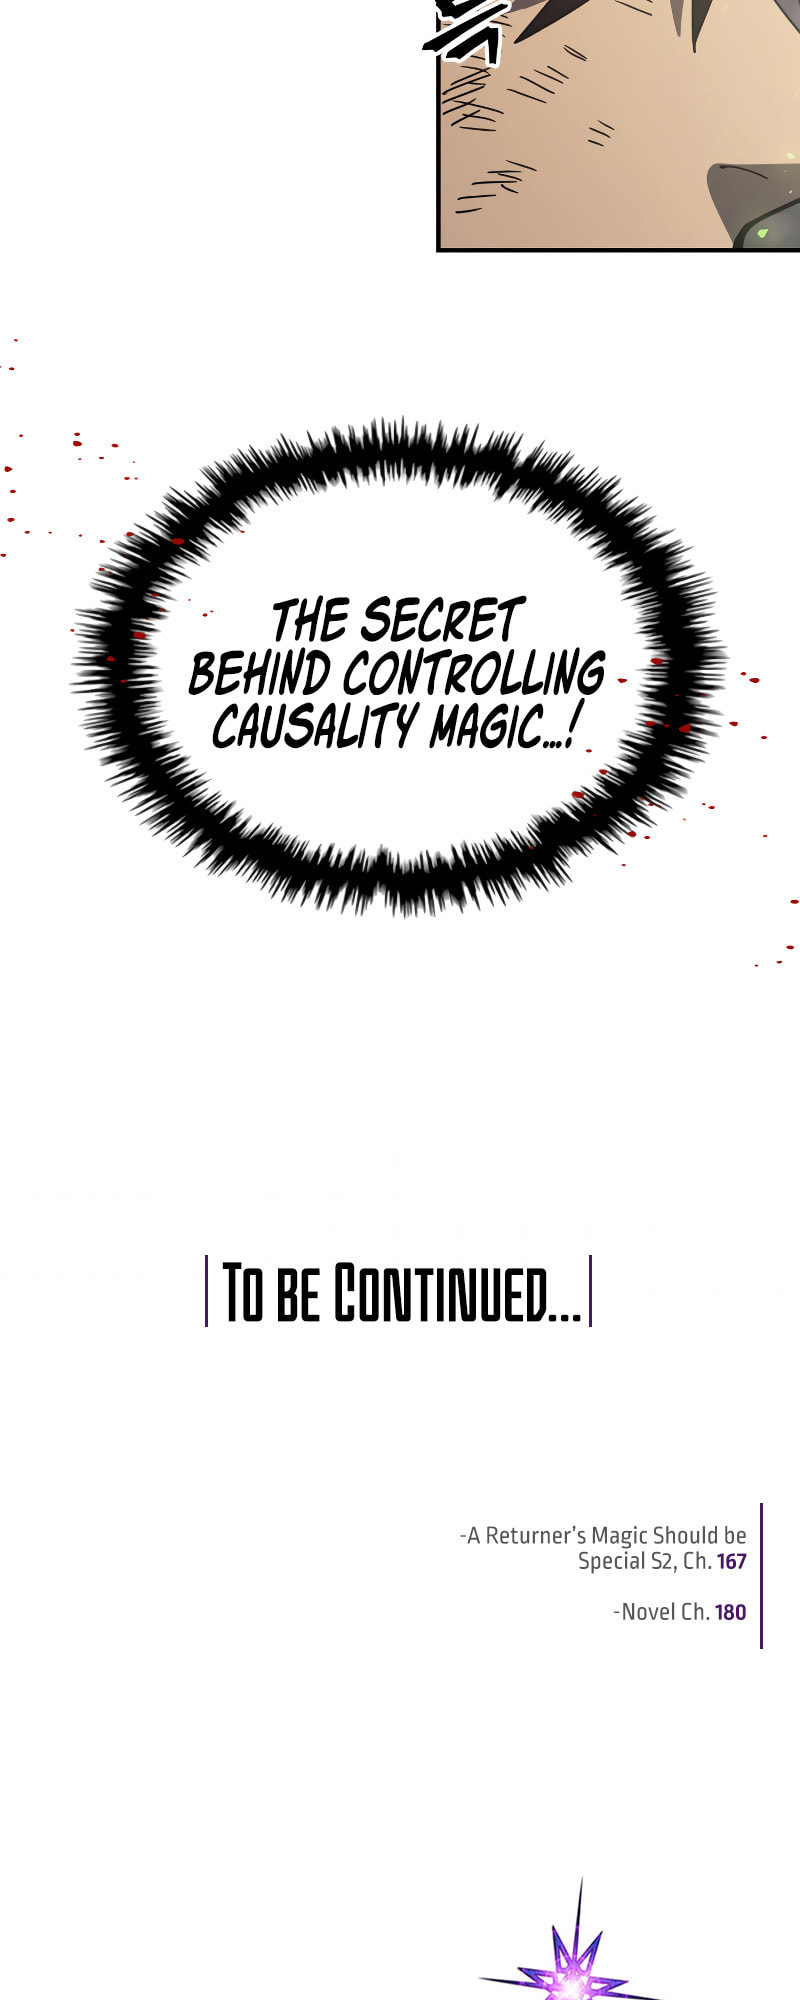 THE SECRET
BEHIND CONTROLLING
CAUSALITY MAGIC...!
TO BE CONTINUED...
-A Returner's Magic Should be
Special S2, Ch. 167
-Novel Ch. 180